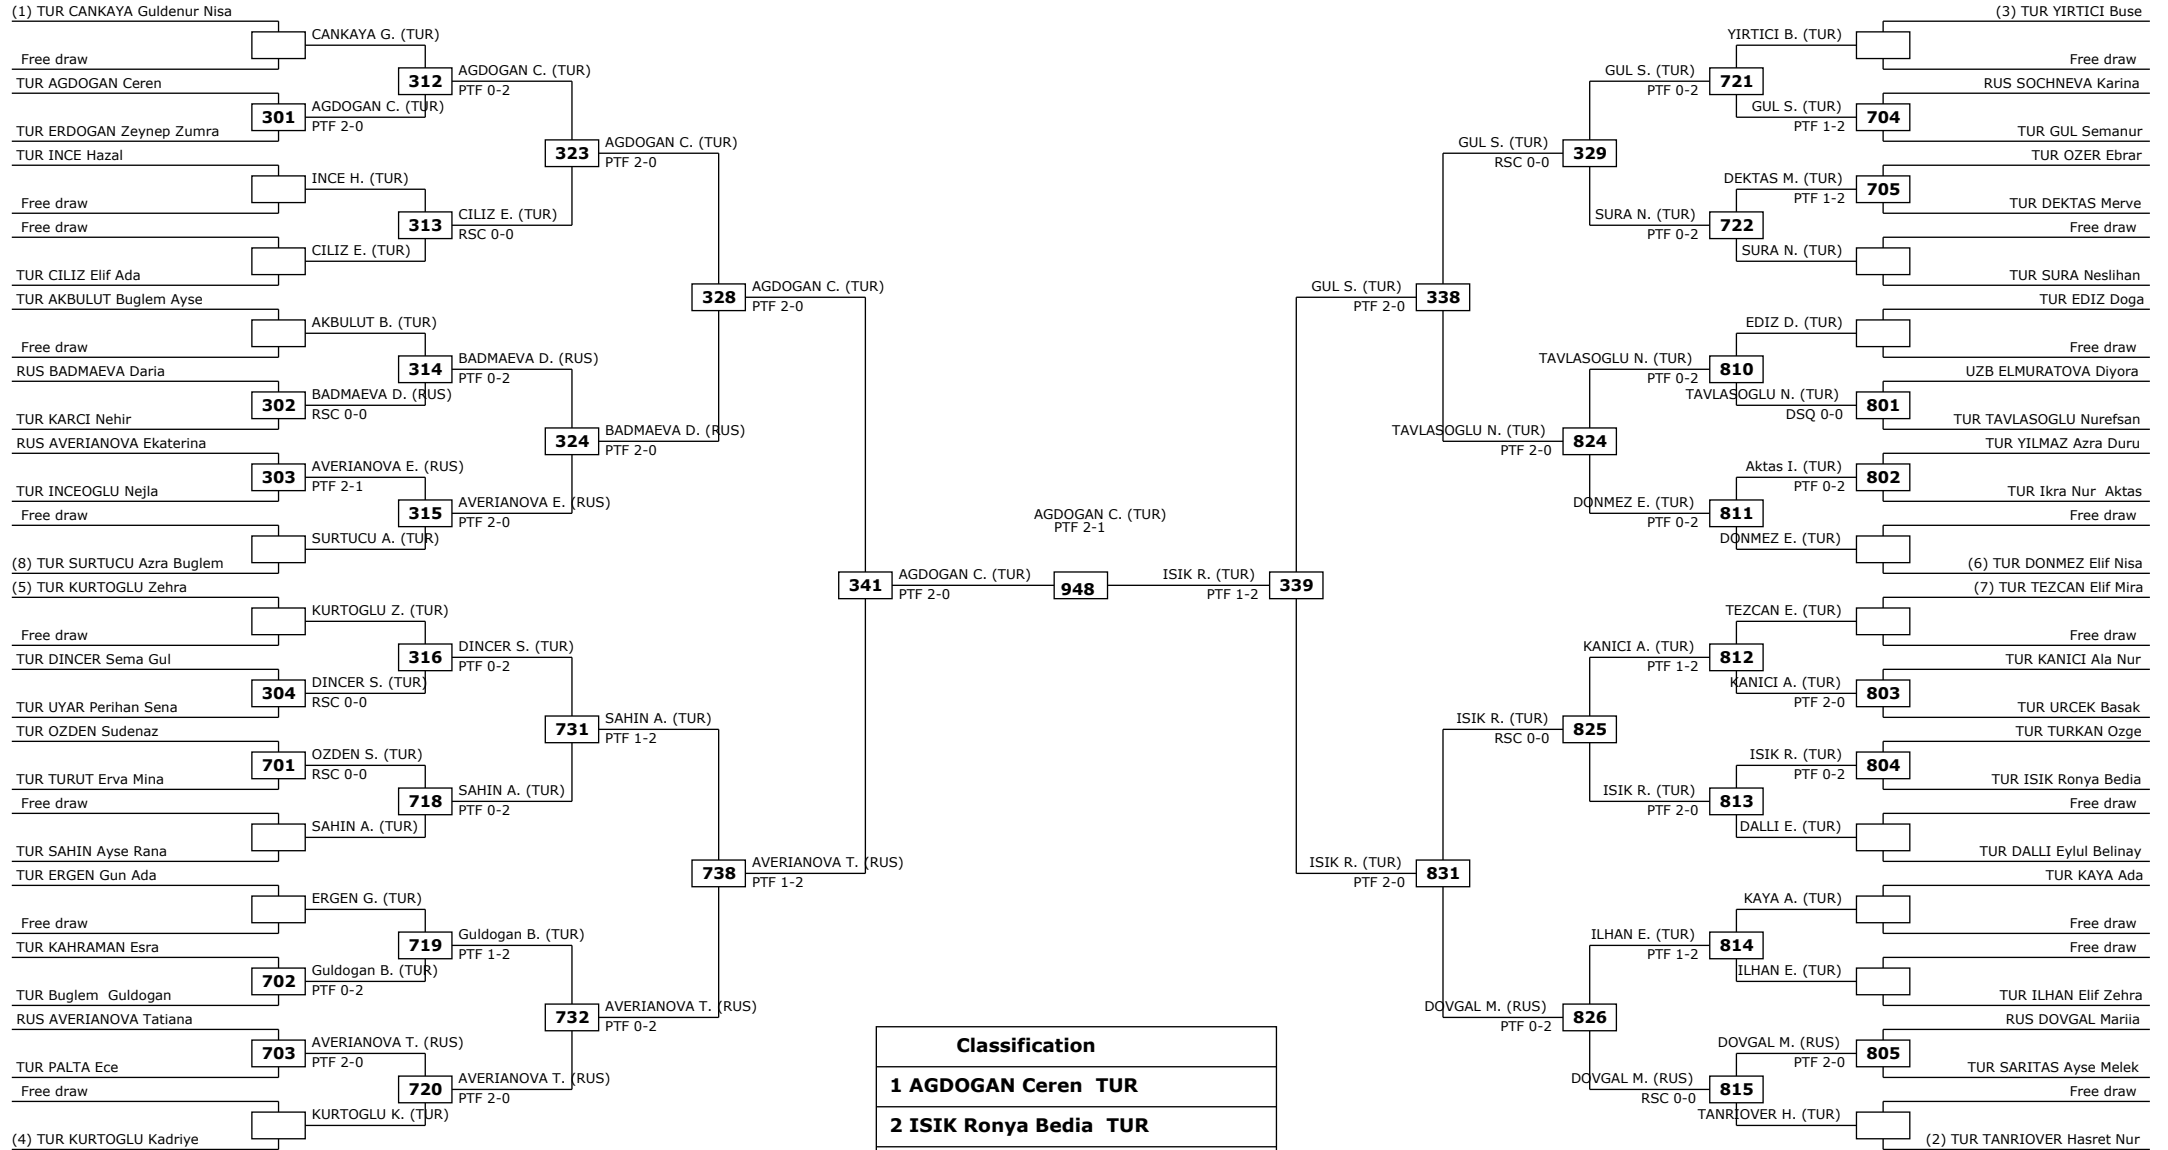 (1) TUR CANKAYA Guldenur Nisa
Free draw
TUR AGDOGAN Ceren
TUR ERDOGAN Zeynep Zumra
TUR INCE Hazal
Free draw
Free draw
TUR CILIZ Elif Ada
TUR AKBULUT Buglem Ayse
Free draw
RUS BADMAEVA Daria
TUR KARCI Nehir
RUS AVERIANOVA Ekaterina
TUR INCEOGLU Nejla
Free draw
(8) TUR SURTUCU Azra Buglem
(5) TUR KURTOGLU Zehra
Free draw
TUR DINCER Sema Gul
TUR UYAR Perihan Sena
TUR OZDEN Sudenaz
TUR TURUT Erva Mina
Free draw
TUR SAHIN Ayse Rana
TUR ERGEN Gun Ada
Free draw
TUR KAHRAMAN Esra
TUR Buglem  Guldogan
RUS AVERIANOVA Tatiana
TUR PALTA Ece
Free draw
(4) TUR KURTOGLU Kadriye
CANKAYA G. (TUR)
301
AGDOGAN C. (TUR)
PTF 2-0
INCE H. (TUR)
CILIZ E. (TUR)
AKBULUT B. (TUR)
302
BADMAEVA D. (RUS)
RSC 0-0
303
AVERIANOVA E. (RUS)
PTF 2-1
SURTUCU A. (TUR)
KURTOGLU Z. (TUR)
304
DINCER S. (TUR)
RSC 0-0
701
OZDEN S. (TUR)
RSC 0-0
SAHIN A. (TUR)
ERGEN G. (TUR)
702
Guldogan B. (TUR)
PTF 0-2
703
AVERIANOVA T. (RUS)
PTF 2-0
KURTOGLU K. (TUR)
312
AGDOGAN C. (TUR)
PTF 0-2
313
CILIZ E. (TUR)
RSC 0-0
314
BADMAEVA D. (RUS)
PTF 0-2
315
AVERIANOVA E. (RUS)
PTF 2-0
316
DINCER S. (TUR)
PTF 0-2
718
SAHIN A. (TUR)
PTF 0-2
719
Guldogan B. (TUR)
PTF 1-2
720
AVERIANOVA T. (RUS)
PTF 2-0
323
AGDOGAN C. (TUR)
PTF 2-0
324
BADMAEVA D. (RUS)
PTF 2-0
731
SAHIN A. (TUR)
PTF 1-2
732
AVERIANOVA T. (RUS)
PTF 0-2
328
AGDOGAN C. (TUR)
PTF 2-0
738
AVERIANOVA T. (RUS)
PTF 1-2
341
AGDOGAN C. (TUR)
PTF 2-0
AGDOGAN C. (TUR)
PTF 2-1
948
ISIK R. (TUR)
PTF 1-2
339
GUL S. (TUR)
PTF 2-0
338
ISIK R. (TUR)
PTF 2-0
831
GUL S. (TUR)
RSC 0-0
329
TAVLASOGLU N. (TUR)
PTF 2-0
824
ISIK R. (TUR)
RSC 0-0
825
DOVGAL M. (RUS)
PTF 0-2
826
GUL S. (TUR)
PTF 0-2
721
SURA N. (TUR)
PTF 0-2
722
TAVLASOGLU N. (TUR)
PTF 0-2
810
DONMEZ E. (TUR)
PTF 0-2
811
KANICI A. (TUR)
PTF 1-2
812
ISIK R. (TUR)
PTF 2-0
813
ILHAN E. (TUR)
PTF 1-2
814
DOVGAL M. (RUS)
RSC 0-0
815
YIRTICI B. (TUR)
GUL S. (TUR)
PTF 1-2
704
DEKTAS M. (TUR)
PTF 1-2
705
SURA N. (TUR)
EDIZ D. (TUR)
TAVLASOGLU N. (TUR)
DSQ 0-0
801
Aktas I. (TUR)
PTF 0-2
802
DONMEZ E. (TUR)
TEZCAN E. (TUR)
KANICI A. (TUR)
PTF 2-0
803
ISIK R. (TUR)
PTF 0-2
804
DALLI E. (TUR)
KAYA A. (TUR)
ILHAN E. (TUR)
DOVGAL M. (RUS)
PTF 2-0
805
TANRIOVER H. (TUR)
(3) TUR YIRTICI Buse
Free draw
RUS SOCHNEVA Karina
TUR GUL Semanur
TUR OZER Ebrar
TUR DEKTAS Merve
Free draw
TUR SURA Neslihan
TUR EDIZ Doga
Free draw
UZB ELMURATOVA Diyora
TUR TAVLASOGLU Nurefsan
TUR YILMAZ Azra Duru
TUR Ikra Nur  Aktas
Free draw
(6) TUR DONMEZ Elif Nisa
(7) TUR TEZCAN Elif Mira
Free draw
TUR KANICI Ala Nur
TUR URCEK Basak
TUR TURKAN Ozge
TUR ISIK Ronya Bedia
Free draw
TUR DALLI Eylul Belinay
TUR KAYA Ada
Free draw
Free draw
TUR ILHAN Elif Zehra
RUS DOVGAL Mariia
TUR SARITAS Ayse Melek
Free draw
(2) TUR TANRIOVER Hasret Nur
Classification
1 AGDOGAN Ceren  TUR
2 ISIK Ronya Bedia  TUR